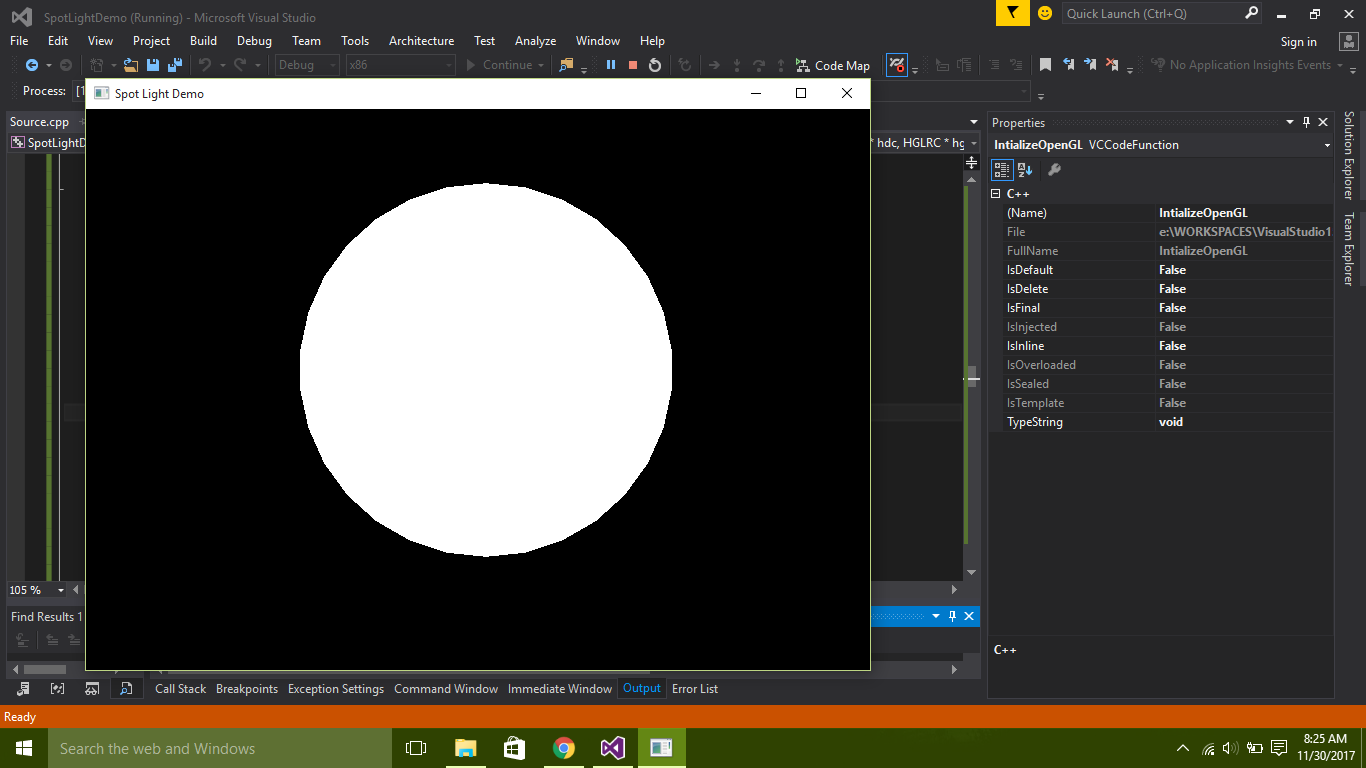 SpotLightDemo (Running) - Microsoft Visual Studio
Quick Launch (Ctrl+Q)
File Edit View Project Build Debug Team Tools Architecture Test Analyze Window Help
Sign in
Debug x86 Continue Code Map No Application Insights Events
Process: [1
Spot Light Demo
Source.cpp
SpotLightD
* hdc, HGLRC * hg
Properties
IntializeOpenGL VCCodeFunction
C++
(Name) IntializeOpenGL
File e:\WORKSPACES\VisualStudio1
FullName IntializeOpenGL
IsDefault False
IsDelete False
IsFinal False
IsInjected False
IsInline False
IsOverloaded False
IsSealed False
IsTemplate False
TypeString void
Solution Explorer
Team Explorer
105 %
Find Results 1
C++
Call Stack Breakpoints Exception Settings Command Window Immediate Window Output Error List
Ready
Search the web and Windows
8:25 AM
11/30/2017